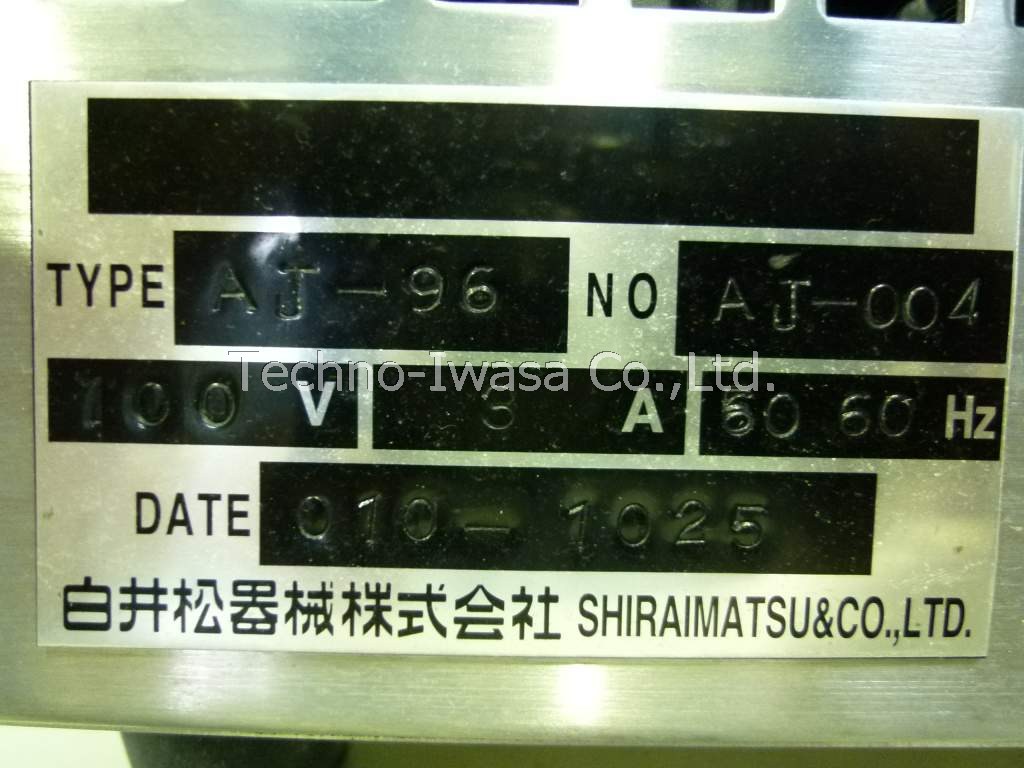 TYPE AJ-96 NO AJ-004
Techno-Iwasa Co.,Ltd.
100 V 3 A 50 60 Hz
DATE 010-1025
白井松器械株式会社 SHIRAIMATSU&CO.,LTD.